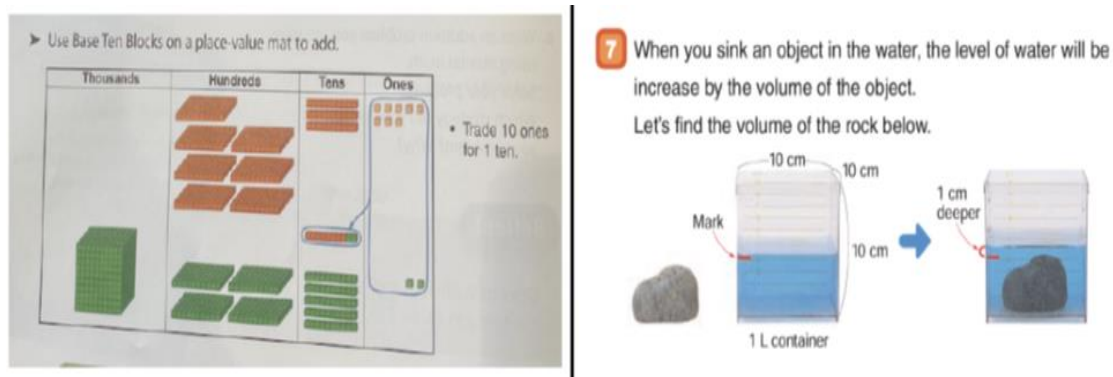 ➤ Use Base Ten Blocks on a place-value mat to add.
Thousands Hundreds Tens Ones
• Trade 10 ones
for 1 ten.
7 When you sink an object in the water, the level of water will be
increase by the volume of the object.
Let's find the volume of the rock below.
10 cm
10 cm
1 cm
deeper
Mark
10 cm
1 L container